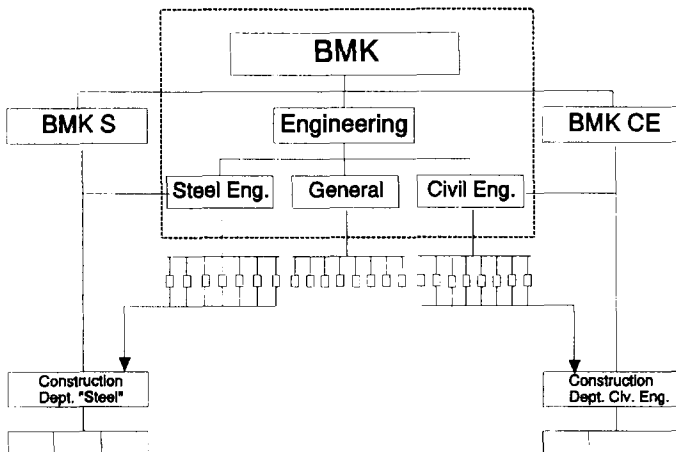 BMK
BMK S
Engineering
BMK CE
Steel Eng.
General
Civil Eng.
Construction
Dept. "Steel"
Construction
Dept. Civ. Eng.